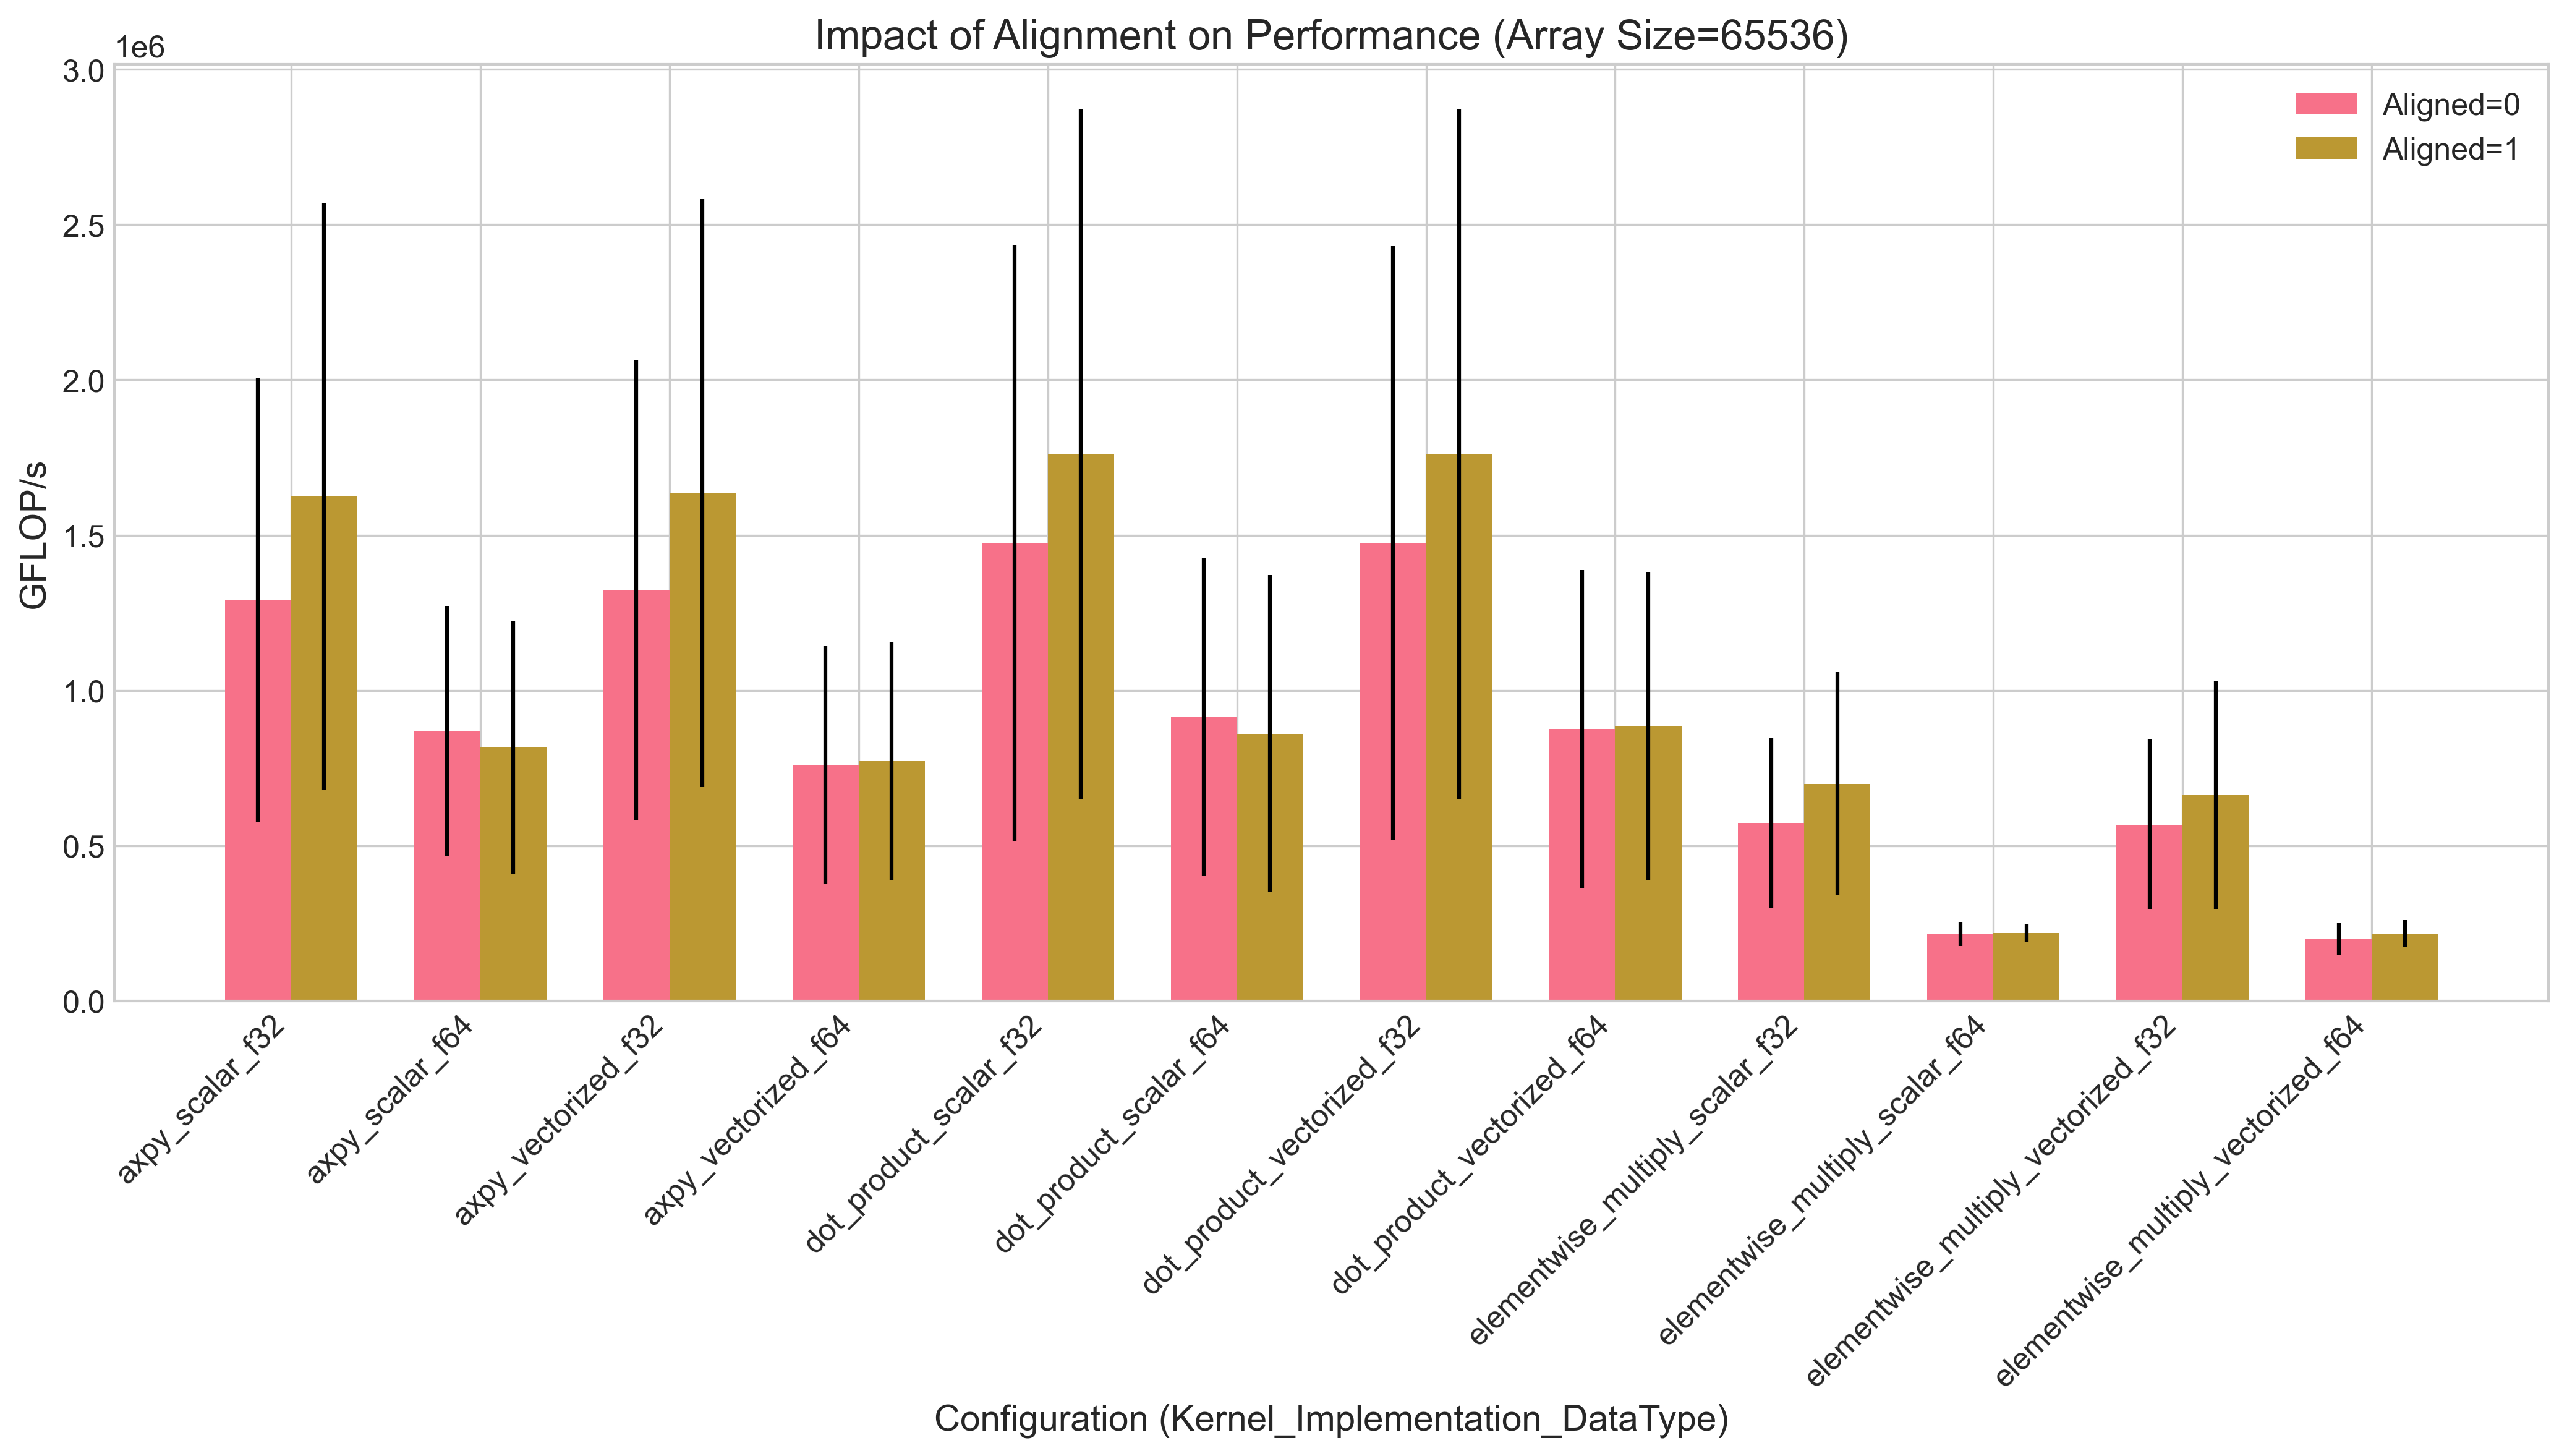 Impact of Alignment on Performance (Array Size=65536)
1e6
3.0
2.5
2.0
1.5
1.0
0.5
0.0
GFLOP/s
Aligned=0
Aligned=1
axpy_scalar_f32
axpy_scalar_f64
axpy_vectorized_f32
axpy_vectorized_f64
dot_product_scalar_f32
dot_product_scalar_f64
dot_product_vectorized_f32
dot_product_vectorized_f64
elementwise_multiply_scalar_f32
elementwise_multiply_scalar_f64
elementwise_multiply_vectorized_f32
elementwise_multiply_vectorized_f64
Configuration (Kernel_Implementation_DataType)